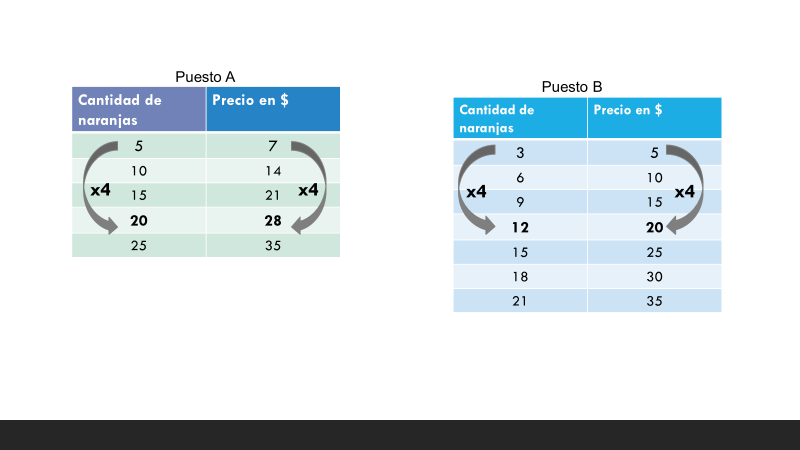 Puesto A
Cantidad de naranjas Precio en $
5 7
10 14
x4 15 21 x4
20 28
25 35
Puesto B
Cantidad de naranjas Precio en $
3 5
6 10
x4 9 15 x4
12 20
15 25
18 30
21 35